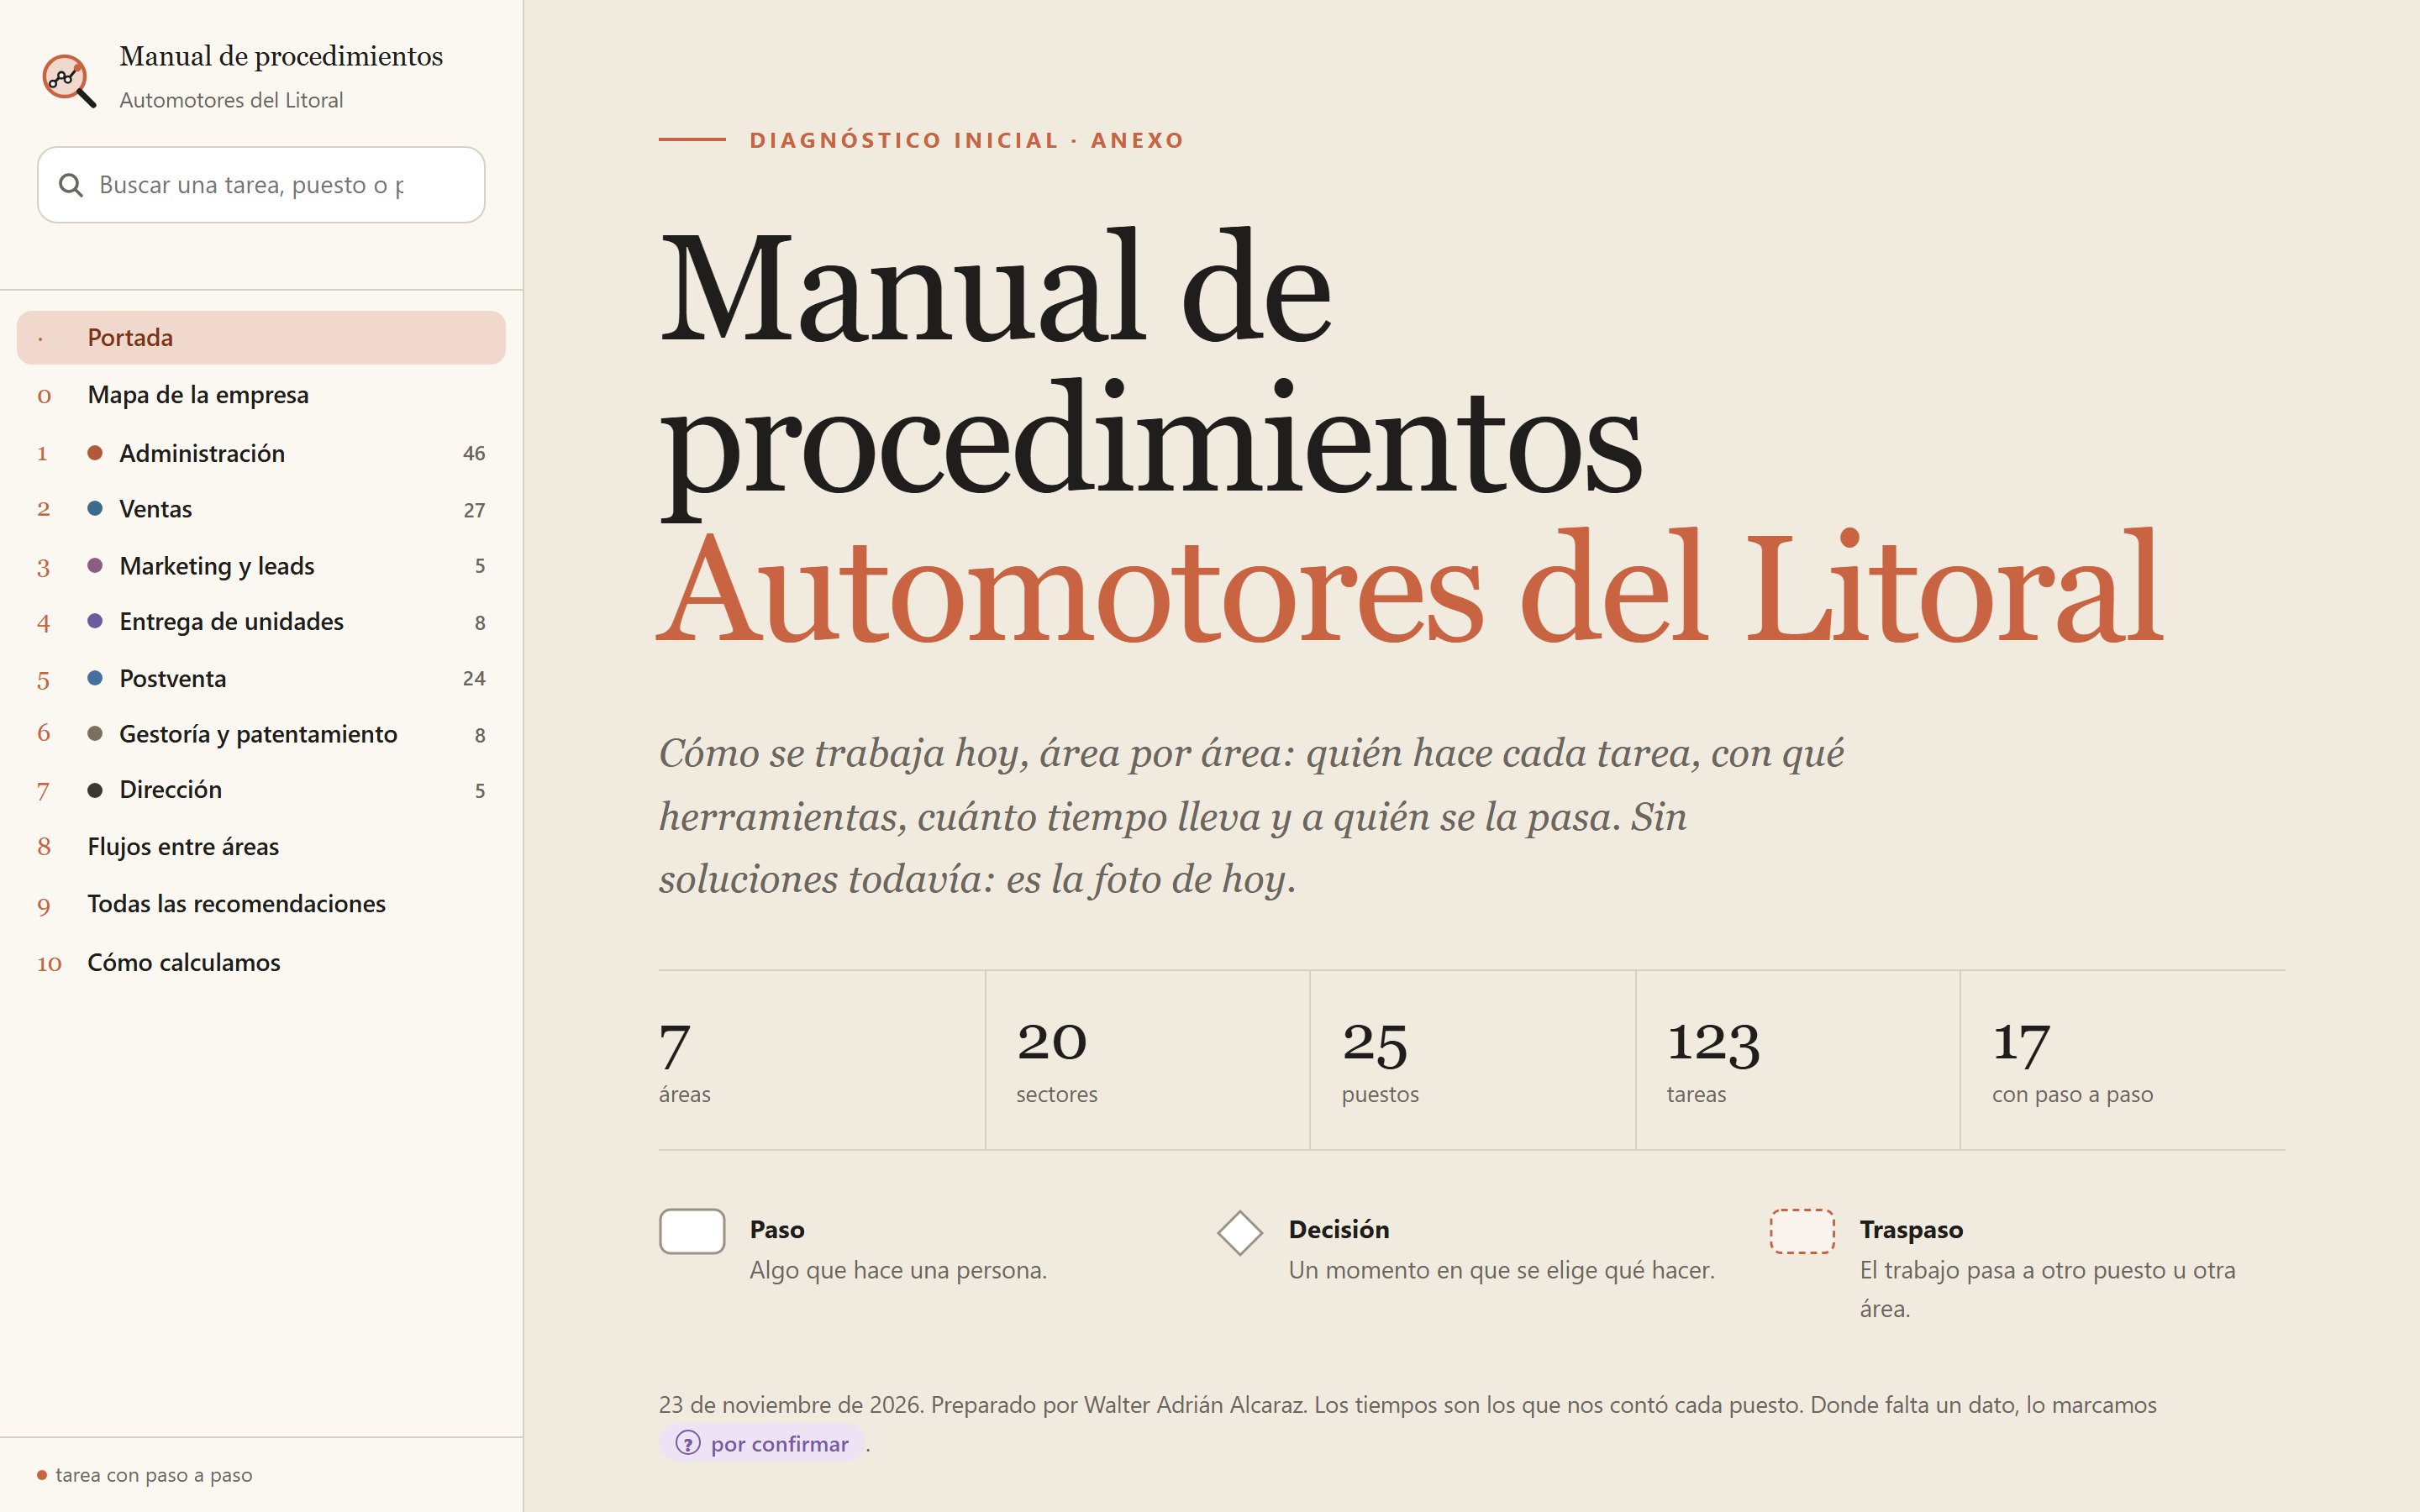 Manual de procedimientos
Automotores del Litoral
Buscar una tarea, puesto o
· Portada
0 Mapa de la empresa
1 Administración 46
2 Ventas 27
3 Marketing y leads 5
4 Entrega de unidades 8
5 Postventa 24
6 Gestoría y patentamiento 8
7 Dirección 5
8 Flujos entre áreas
9 Todas las recomendaciones
10 Cómo calculamos
tarea con paso a paso
DIAGNÓSTICO INICIAL · ANEXO
Manual de
procedimientos
Automotores del Litoral
Cómo se trabaja hoy, área por área: quién hace cada tarea, con qué
herramientas, cuánto tiempo lleva y a quién se la pasa. Sin
soluciones todavía: es la foto de hoy.
7 20 25 123 17
áreas sectores puestos tareas con paso a paso
Paso
Algo que hace una persona.
Decisión
Un momento en que se elige qué hacer.
Traspaso
El trabajo pasa a otro puesto u otra
área.
23 de noviembre de 2026. Preparado por Walter Adrián Alcaraz. Los tiempos son los que nos contó cada puesto. Donde falta un dato, lo marcamos
? por confirmar .